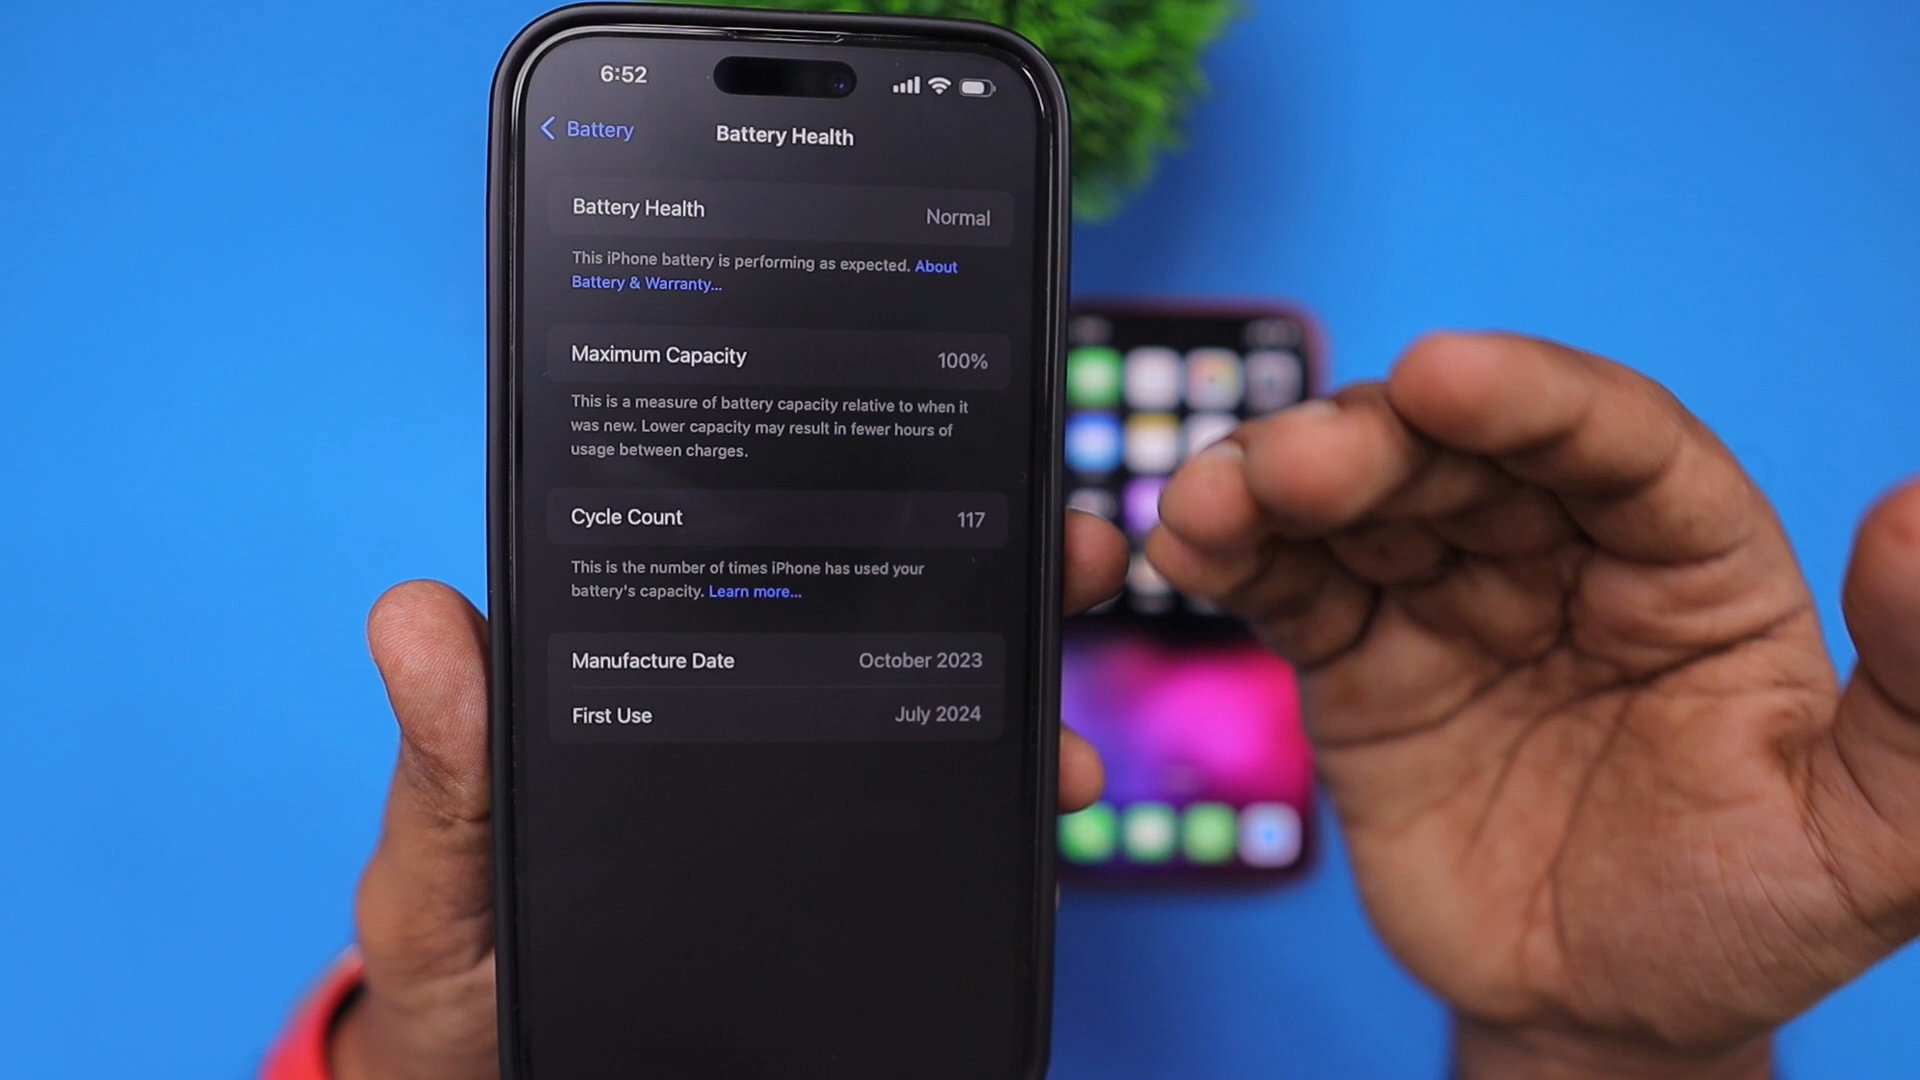 6:52
Battery
Battery Health
Battery Health
Normal
This iPhone battery is performing as expected. About
Battery & Warranty...
Maximum Capacity
100%
This is a measure of battery capacity relative to when it
was new. Lower capacity may result in fewer hours of
usage between charges.
Cycle Count
117
This is the number of times iPhone has used your
battery's capacity. Learn more...
Manufacture Date
October 2023
First Use
July 2024